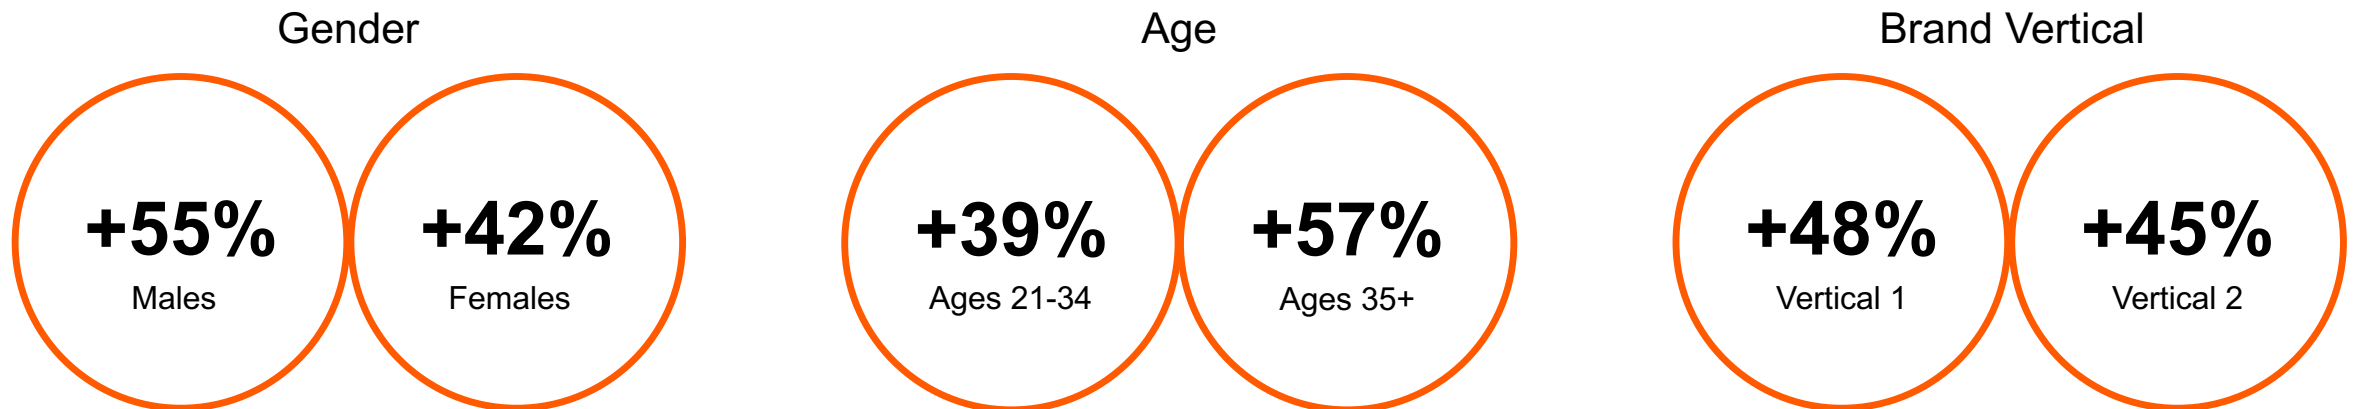 Gender
+55%
Males
+42%
Females
Age
+39%
Ages 21-34
+57%
Ages 35+
Brand Vertical
+48%
Vertical 1
+45%
Vertical 2